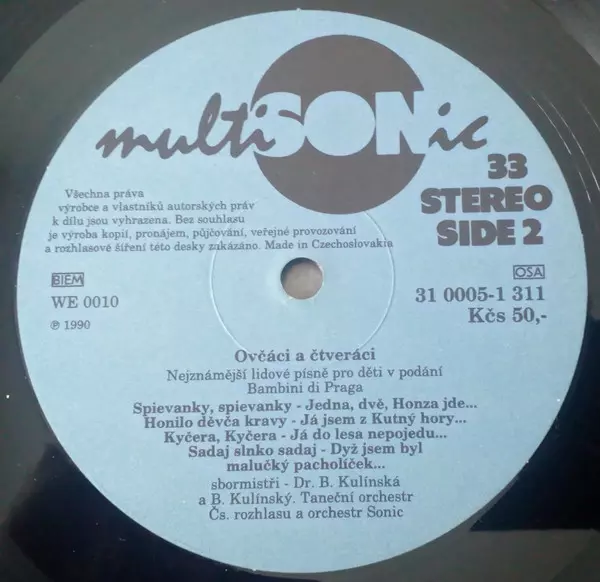 multiSONic
33
STEREO
SIDE 2
Všechna práva
výrobce a vlastníků autorských práv
k dílu jsou vyhrazena. Bez souhlasu
je výroba kopií, pronájem, půjčování, veřejné provozování
a rozhlasové šíření této desky zakázáno. Made in Czechoslovakia
BIEM
OSA
WE 0010
31 0005-1 311
℗ 1990
Kčs 50,-
Ovčáci a čtveráci
Nejznámější lidové písně pro děti v podání
Bambini di Praga
Spievanky, spievanky - Jedna, dvě, Honza jde...
Honilo děvča kravy - Já jsem z Kutný hory...
Kyčera, Kyčera - Já do lesa nepojedu...
Sadaj slnko sadaj - Dyž jsem byl
malučký pacholíček...
sbormistři - Dr. B. Kulínská
a B. Kulínský. Taneční orchestr
Čs. rozhlasu a orchestr Sonic